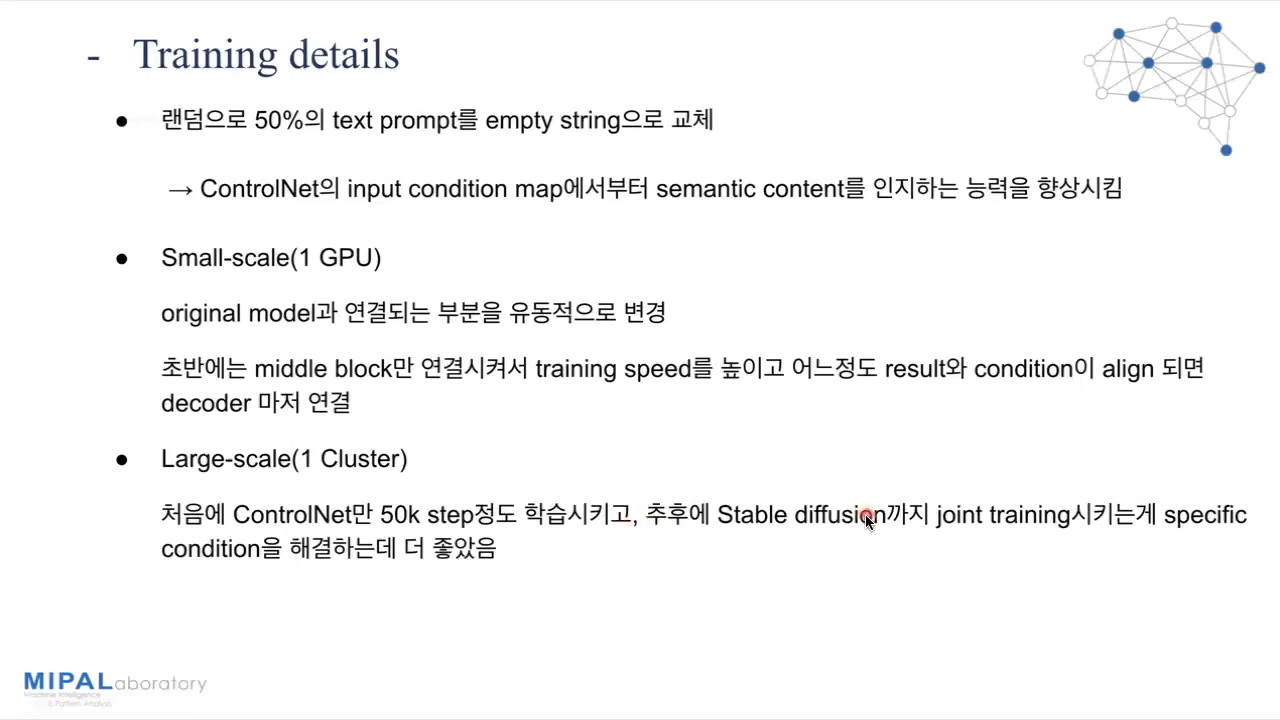 - Training details
● 랜덤으로 50%의 text prompt를 empty string으로 교체
→ ControlNet의 input condition map에서부터 semantic content를 인지하는 능력을 향상시킴
● Small-scale(1 GPU)
original model과 연결되는 부분을 유동적으로 변경
초반에는 middle block만 연결시켜서 training speed를 높이고 어느정도 result와 condition이 align 되면
decoder 마저 연결
● Large-scale(1 Cluster)
처음에 ControlNet만 50k step정도 학습시키고, 추후에 Stable diffusion까지 joint training시키는게 specific
condition을 해결하는데 더 좋았음
MIPALaboratory
Machine Intelligence
& Pattern Analysis